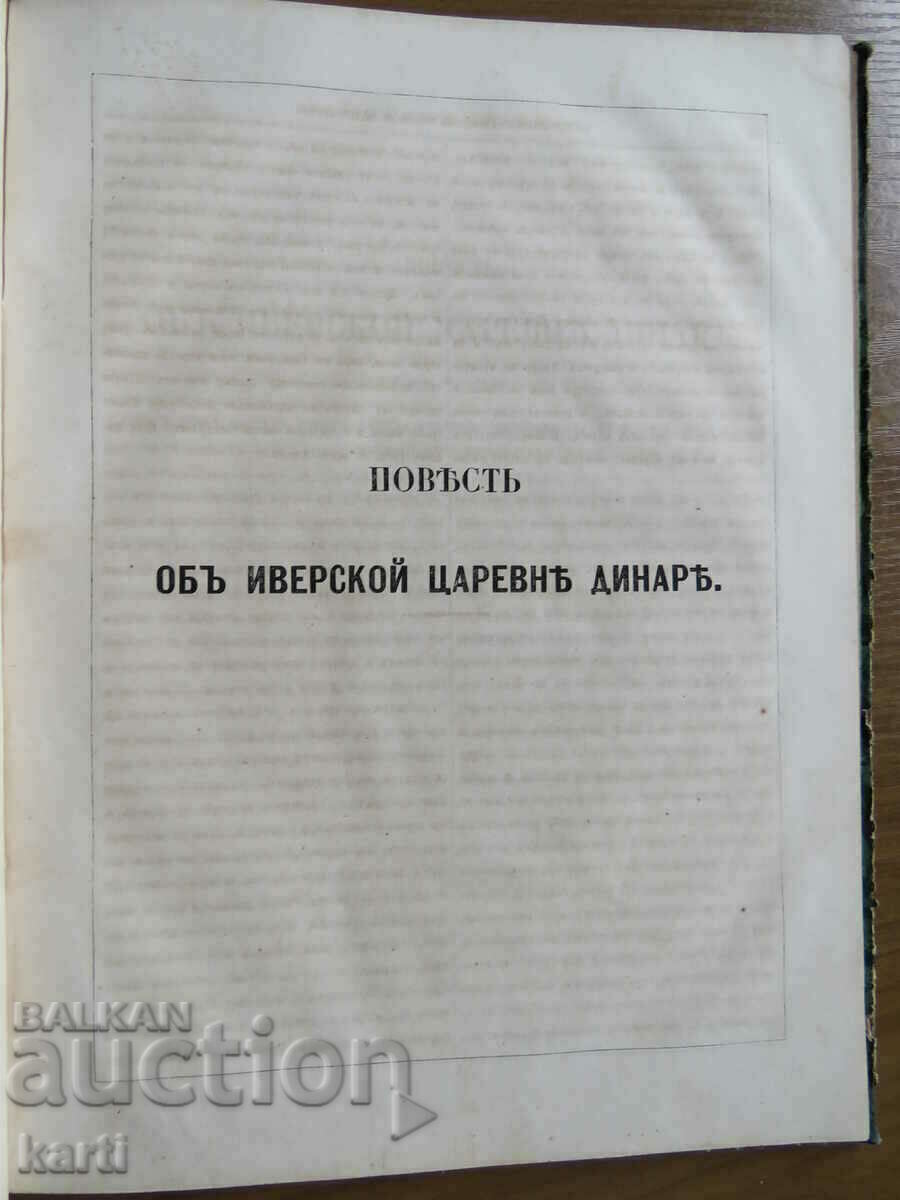 ПОВѢСТЬ
ОБЪ ИВЕРСКОЙ ЦАРЕВНѢ ДИНАРѢ.
BALKAN
auction
karti